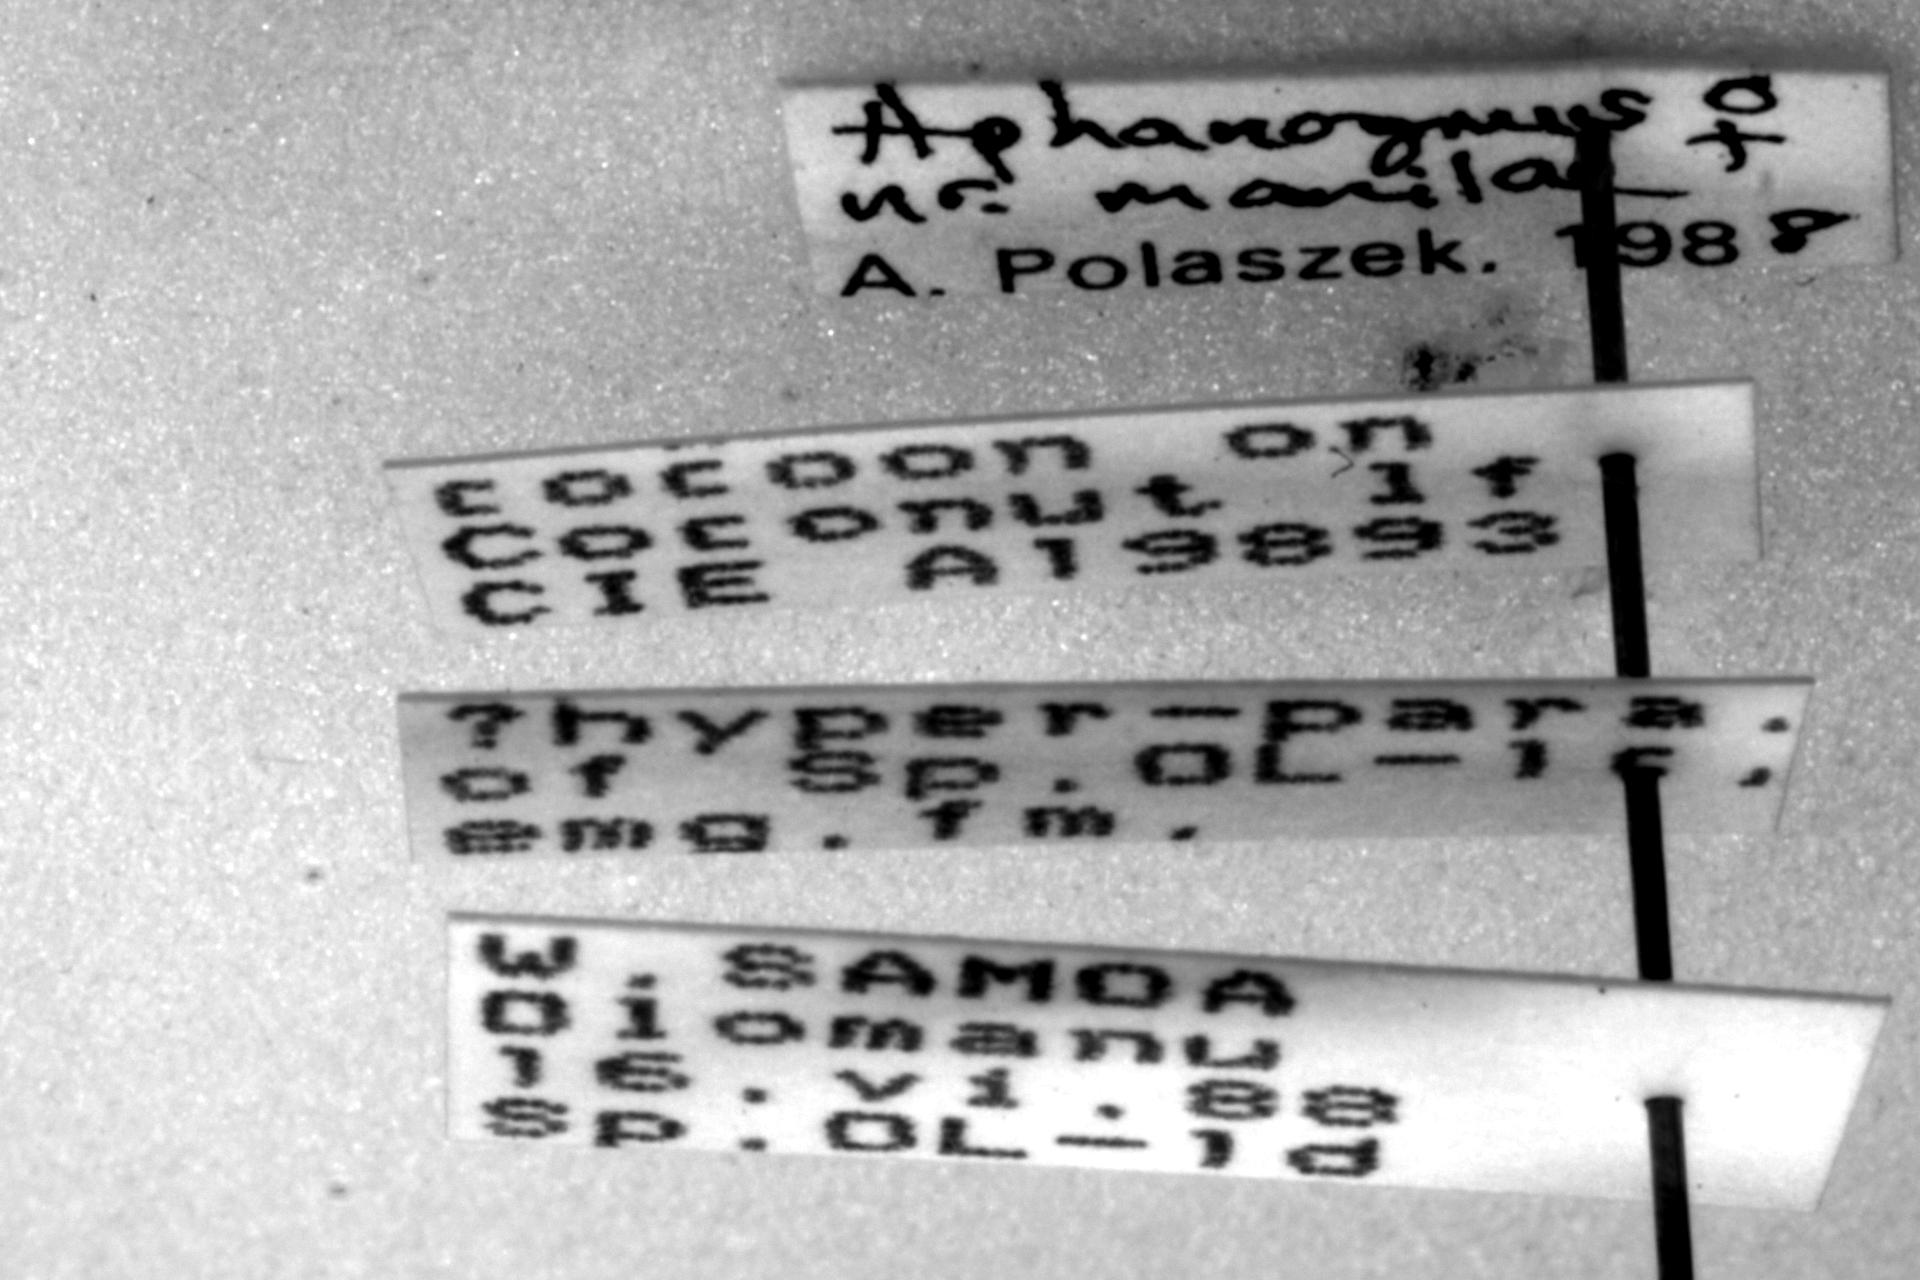 Aphanogmus ♀
nr. manilae
A. Polaszek. 1988
cocoon on
Coconut lf
CIE A19893
?hyper-para.
of Sp.OL-1c,
emg. fm.
W. SAMOA
Olomanu
16.vi.88
Sp.OL-1d